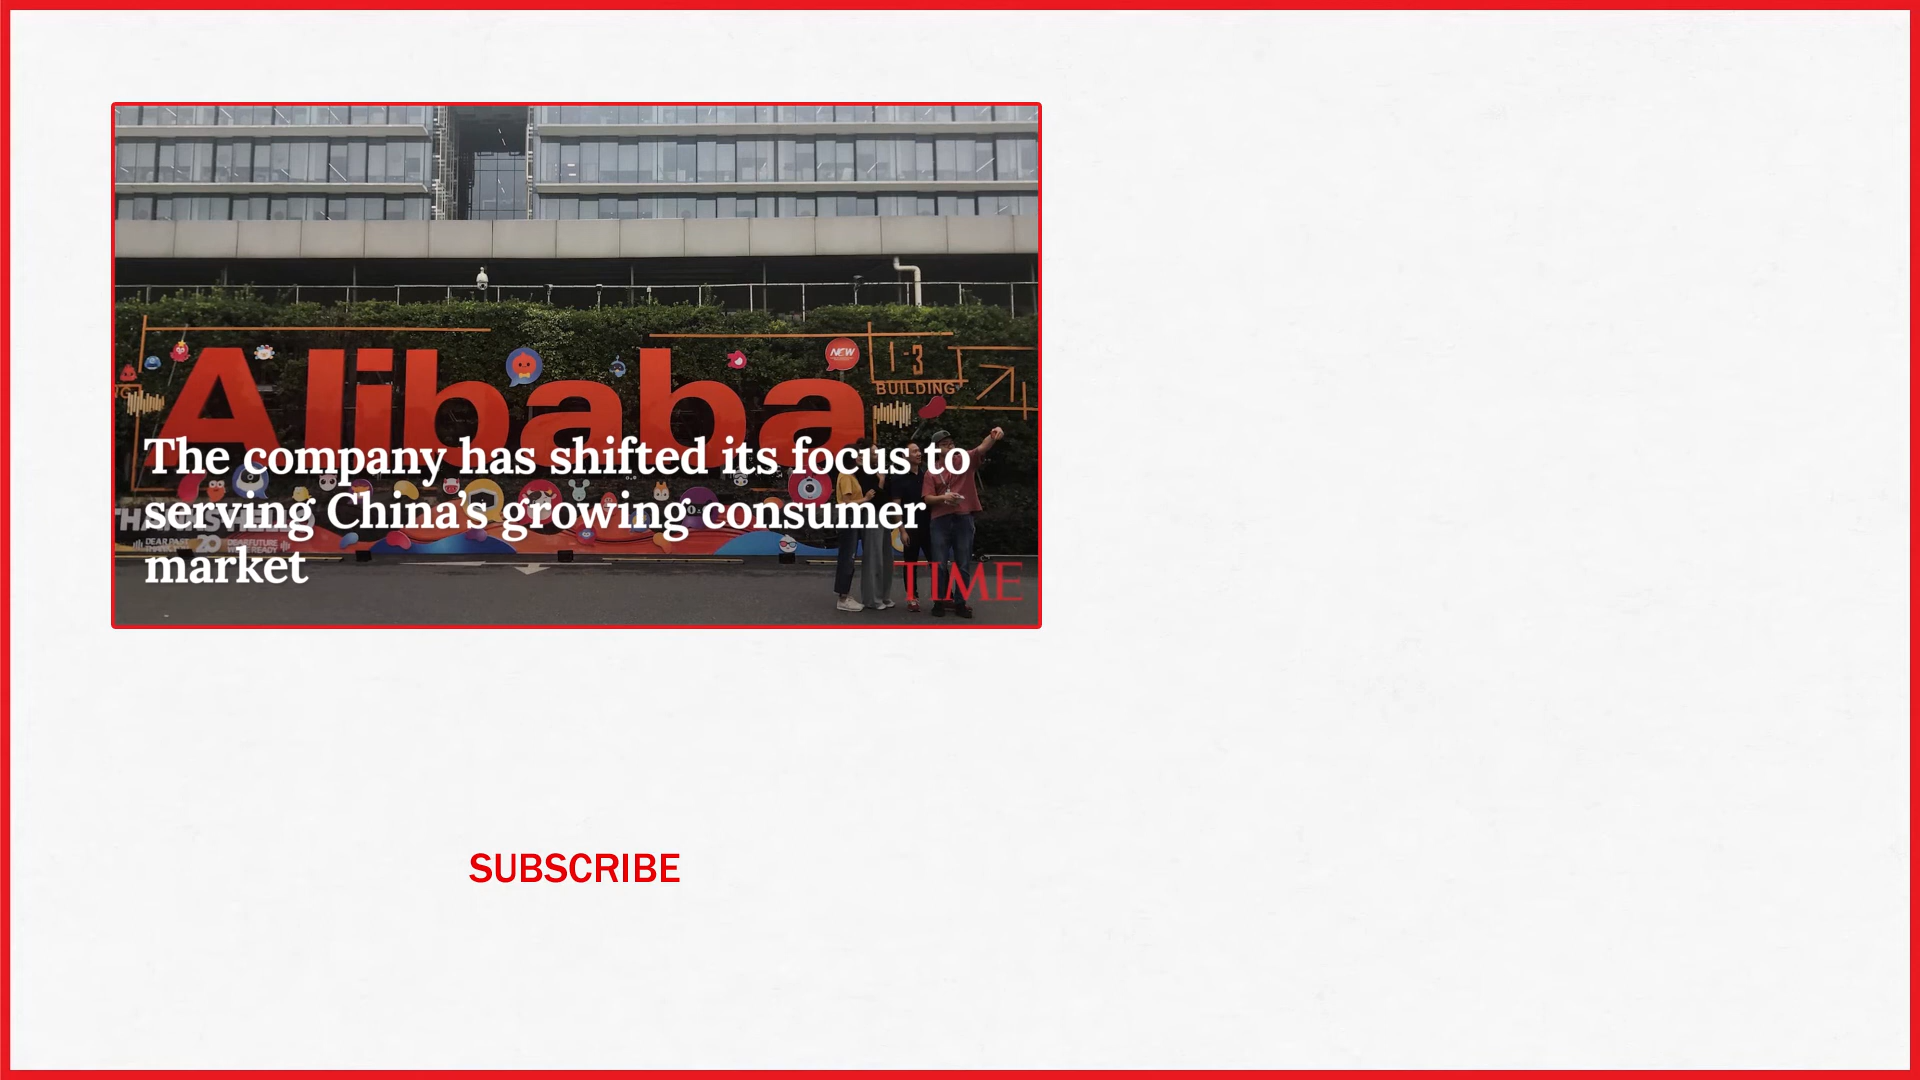 Alibaba
NEW
1-3
BUILDING
The company has shifted its focus to
serving China's growing consumer
market
20
TIME
SUBSCRIBE